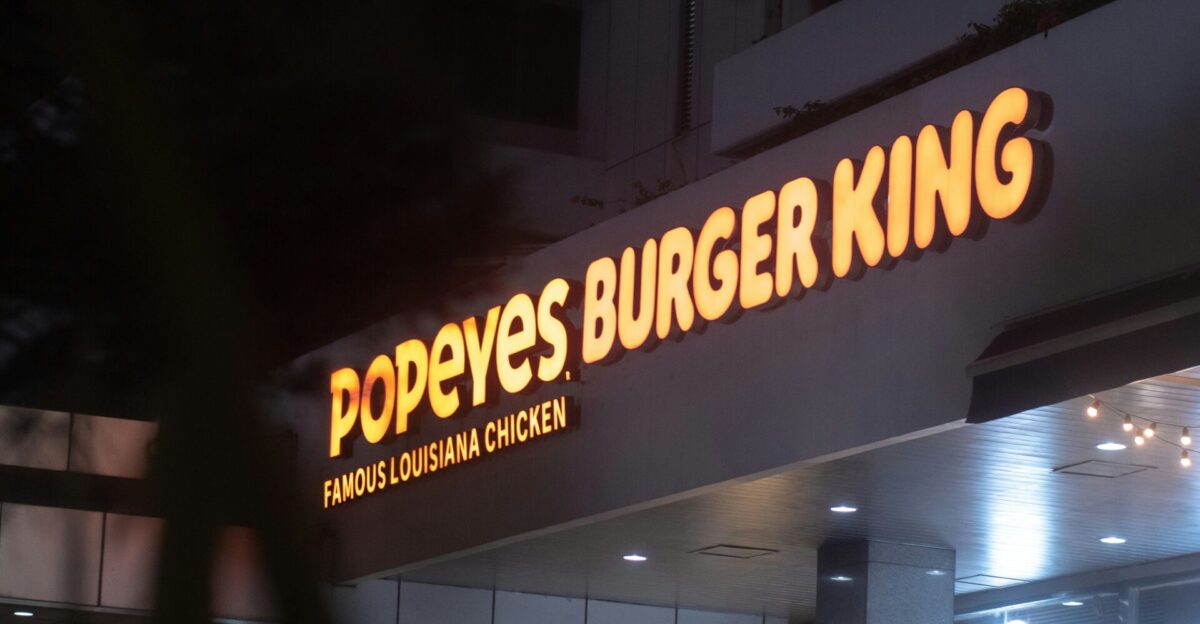 POPEYES BURGER KING
FAMOUS LOUISIANA CHICKEN